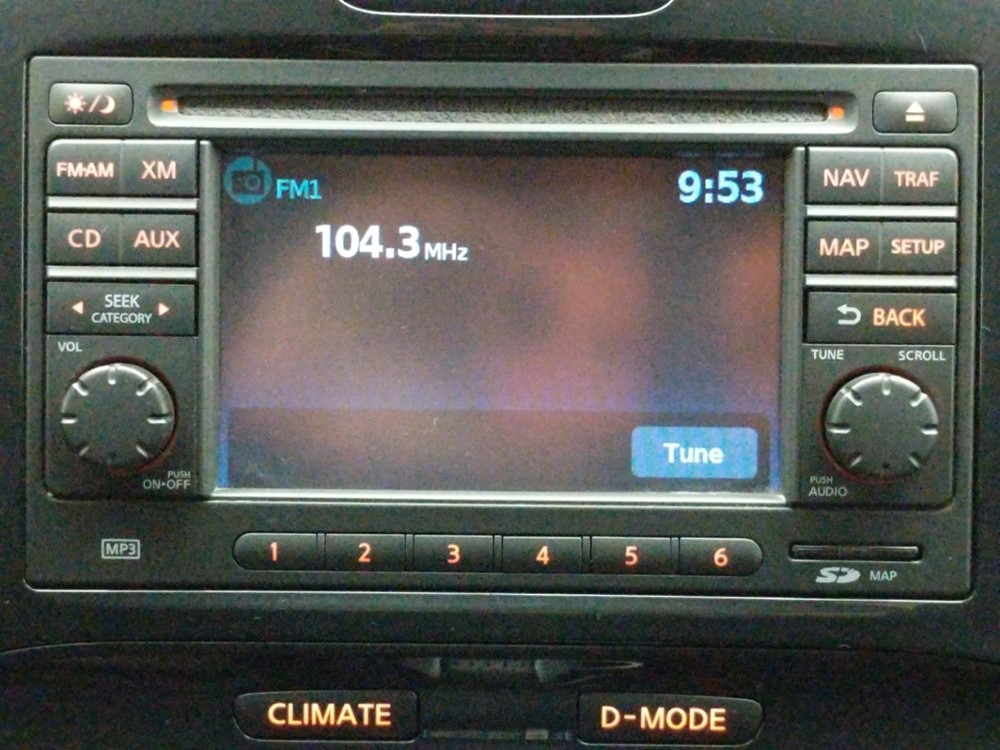 FM·AM XM
CD AUX
SEEK
CATEGORY
VOL
PUSH
ON•OFF
FM1
9:53
104.3 MHz
Tune
NAV TRAF
MAP SETUP
BACK
TUNE SCROLL
PUSH
AUDIO
MP3
1 2 3 4 5 6
SD MAP
CLIMATE
D-MODE